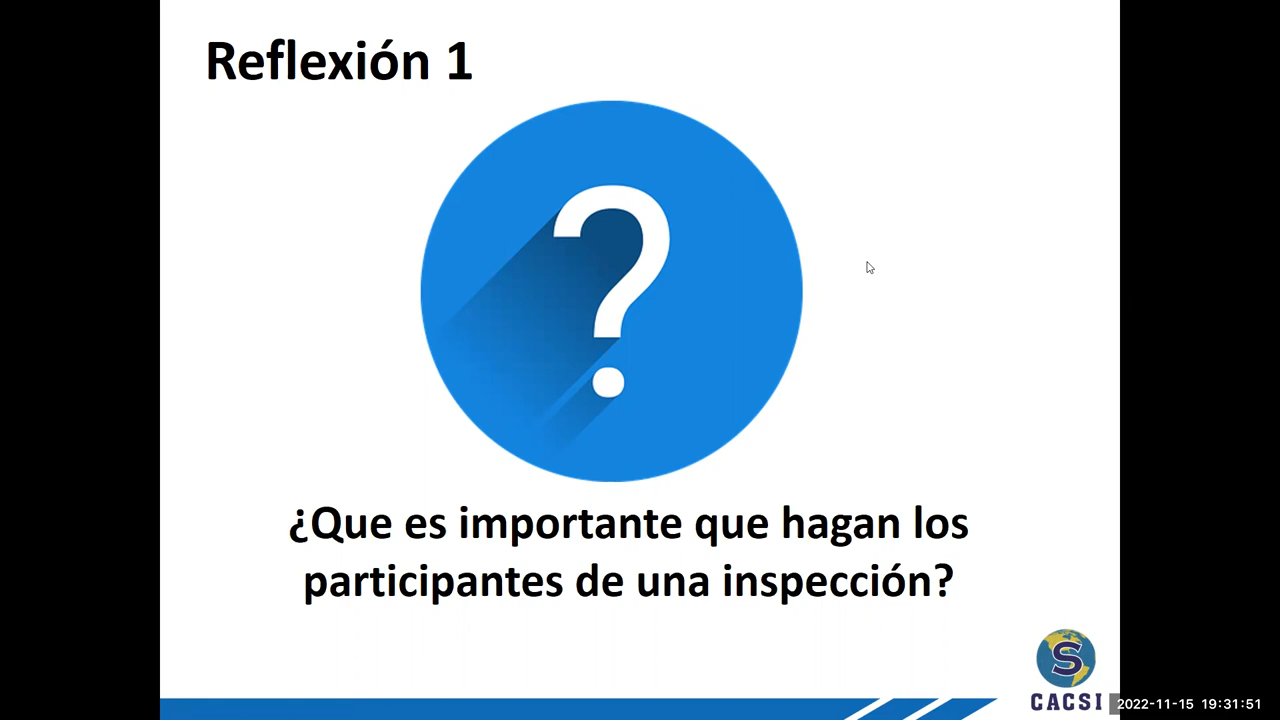 Reflexión 1
?
¿Que es importante que hagan los
participantes de una inspección?
S
CACSI
2022-11-15 19:31:51